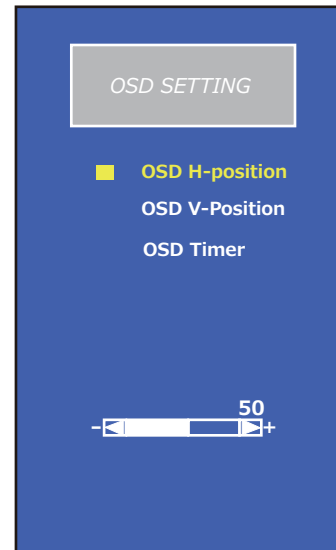 OSD SETTING
OSD H-position
OSD V-Position
OSD Timer
50
- +